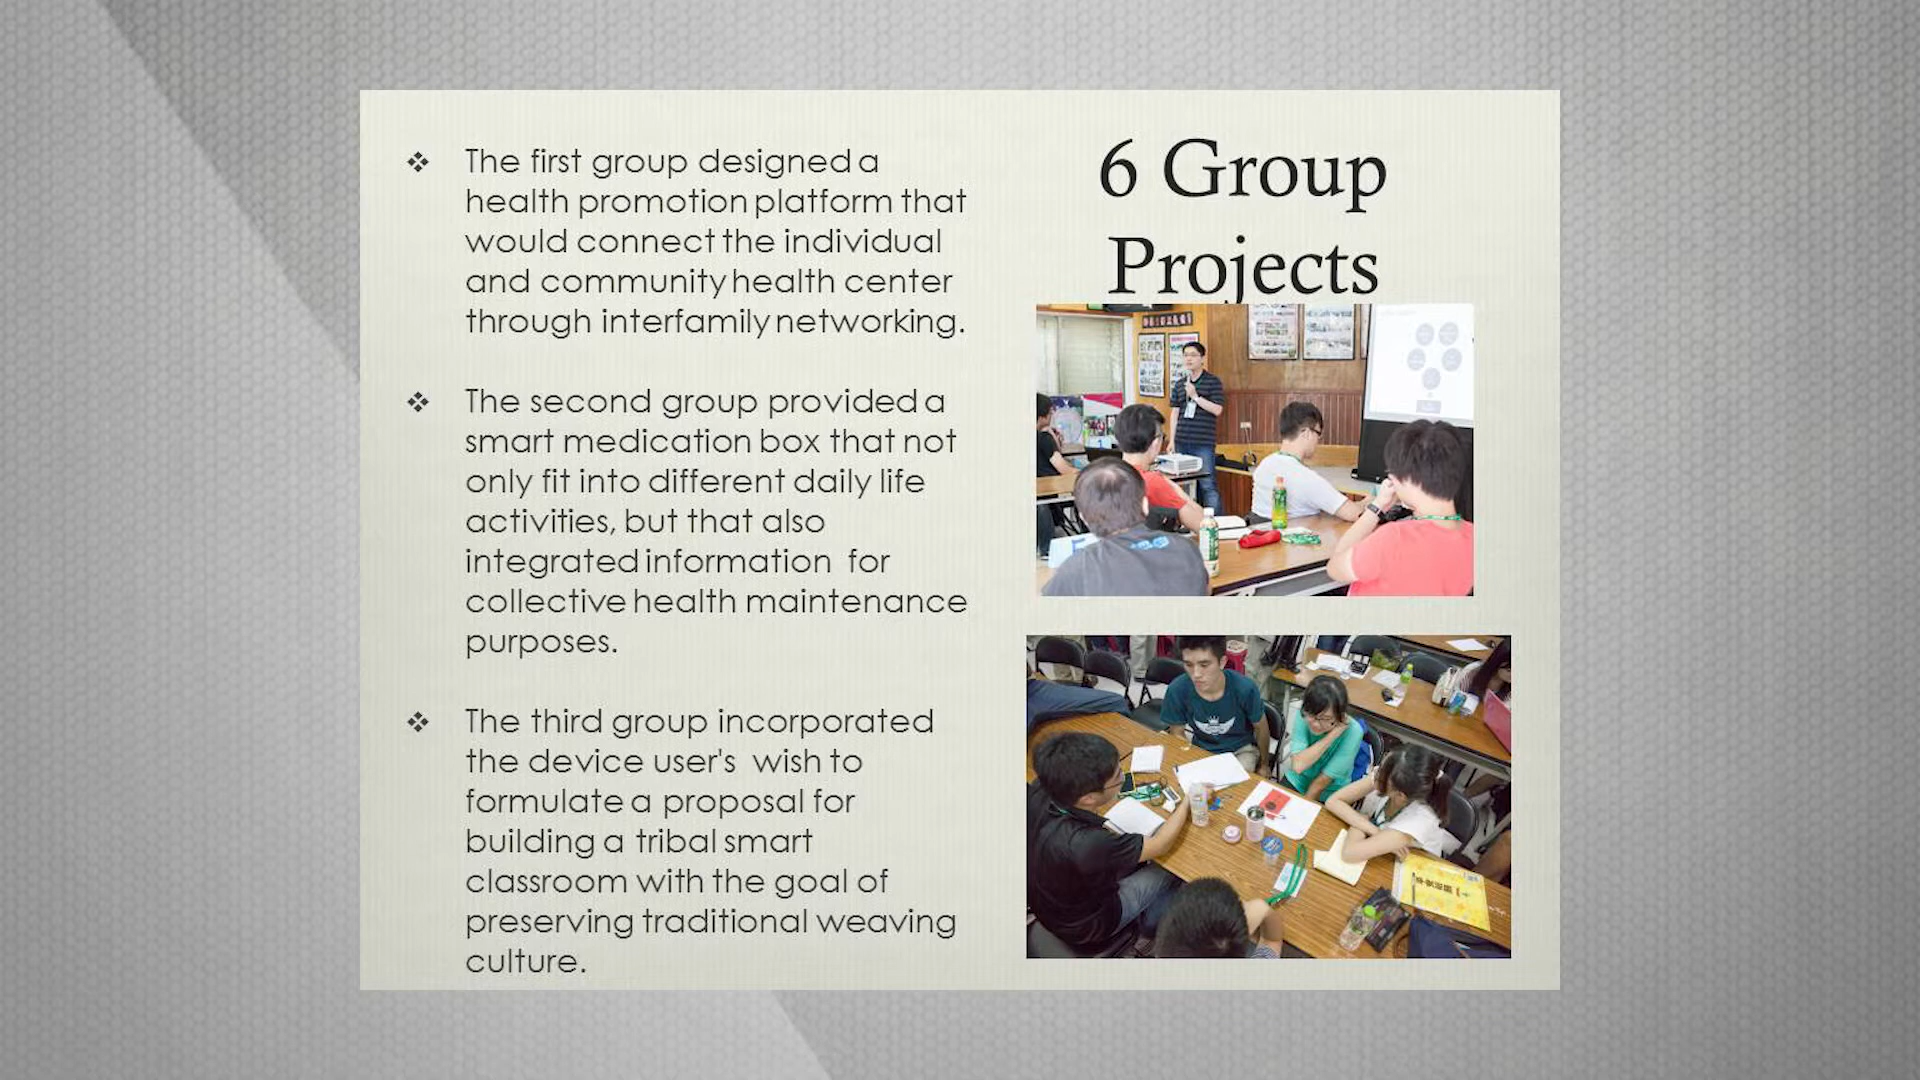 6 Group
Projects
❖ The first group designed a
health promotion platform that
would connect the individual
and community health center
through interfamily networking.
❖ The second group provided a
smart medication box that not
only fit into different daily life
activities, but that also
integrated information for
collective health maintenance
purposes.
❖ The third group incorporated
the device user's wish to
formulate a proposal for
building a tribal smart
classroom with the goal of
preserving traditional weaving
culture.